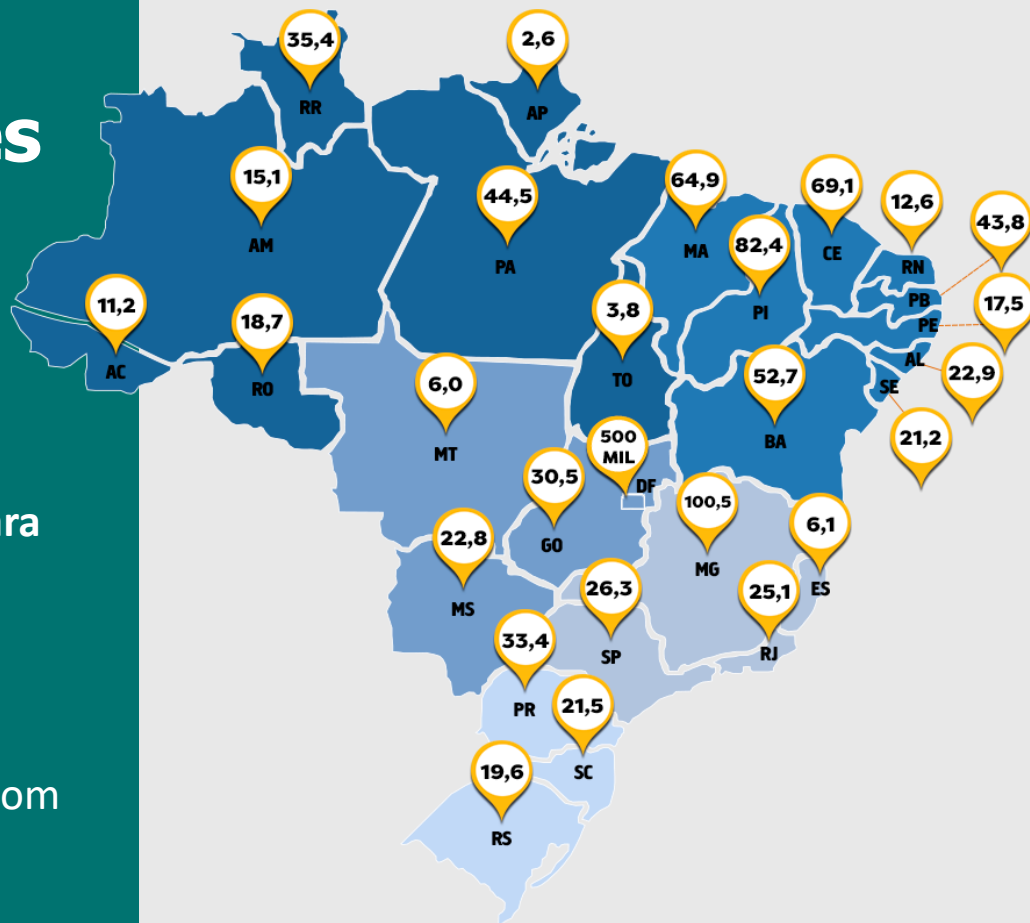 es
ara
om
35,4
RR
2,6
AP
15,1
AM
44,5
PA
64,9
MA
69,1
CE
12,6
RN
43,8
PB
82,4
PI
17,5
PE
11,2
AC
18,7
RO
3,8
TO
22,9
AL
21,2
SE
6,0
MT
52,7
BA
500
MIL
DF
30,5
GO
100,5
MG
6,1
ES
22,8
MS
26,3
SP
25,1
RJ
33,4
PR
21,5
SC
19,6
RS